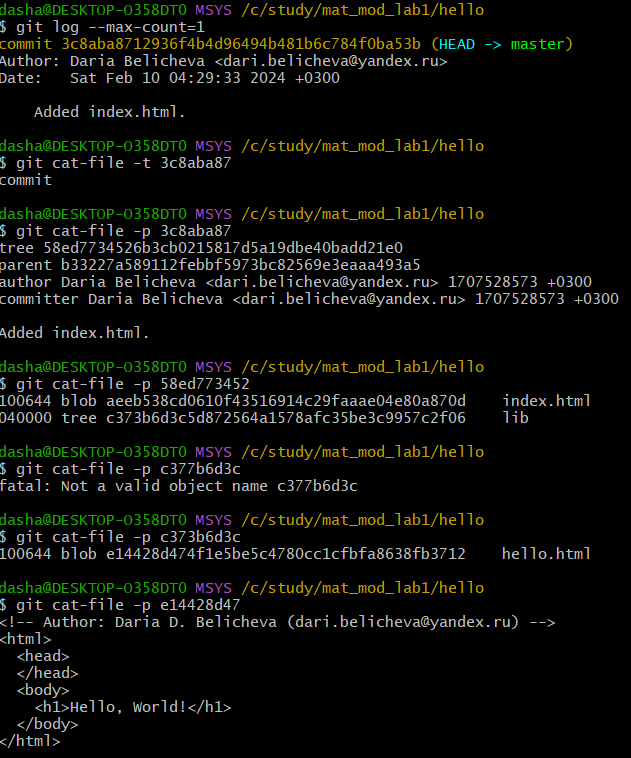 dasha@DESKTOP-O358DT0 MSYS /c/study/mat_mod_lab1/hello
$ git log --max-count=1
commit 3c8aba8712936f4b4d96494b481b6c784f0ba53b (HEAD -> master)
Author: Daria Belicheva <dari.belicheva@yandex.ru>
Date:   Sat Feb 10 04:29:33 2024 +0300

    Added index.html.

dasha@DESKTOP-O358DT0 MSYS /c/study/mat_mod_lab1/hello
$ git cat-file -t 3c8aba87
commit

dasha@DESKTOP-O358DT0 MSYS /c/study/mat_mod_lab1/hello
$ git cat-file -p 3c8aba87
tree 58ed7734526b3cb0215817d5a19dbe40badd21e0
parent b33227a589112febbf5973bc82569e3eaaa493a5
author Daria Belicheva <dari.belicheva@yandex.ru> 1707528573 +0300
committer Daria Belicheva <dari.belicheva@yandex.ru> 1707528573 +0300

Added index.html.

dasha@DESKTOP-O358DT0 MSYS /c/study/mat_mod_lab1/hello
$ git cat-file -p 58ed773452
100644 blob aeeb538cd0610f43516914c29faaae04e80a870d    index.html
040000 tree c373b6d3c5d872564a1578afc35be3c9957c2f06    lib

dasha@DESKTOP-O358DT0 MSYS /c/study/mat_mod_lab1/hello
$ git cat-file -p c377b6d3c
fatal: Not a valid object name c377b6d3c

dasha@DESKTOP-O358DT0 MSYS /c/study/mat_mod_lab1/hello
$ git cat-file -p c373b6d3c
100644 blob e14428d474f1e5be5c4780cc1cfbfa8638fb3712    hello.html

dasha@DESKTOP-O358DT0 MSYS /c/study/mat_mod_lab1/hello
$ git cat-file -p e14428d47
<!-- Author: Daria D. Belicheva (dari.belicheva@yandex.ru) -->
<html>
  <head>
  </head>
  <body>
    <h1>Hello, World!</h1>
  </body>
</html>